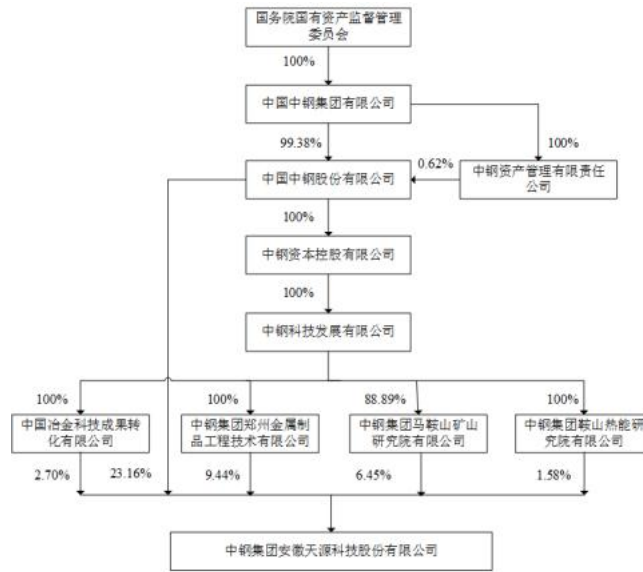 国务院国有资产监督管理
委员会
100%
中国中钢集团有限公司
99.38%
100%
0.62%
中国中钢股份有限公司
中钢资产管理有限责任
公司
100%
中钢资本控股有限公司
100%
中钢科技发展有限公司
100%
100%
88.89%
100%
中国冶金科技成果转
化有限公司
中钢集团郑州金属制
品工程技术有限公司
中钢集团马鞍山矿山
研究院有限公司
中钢集团鞍山热能研
究院有限公司
2.70%
23.16%
9.44%
6.45%
1.58%
中钢集团安徽天源科技股份有限公司